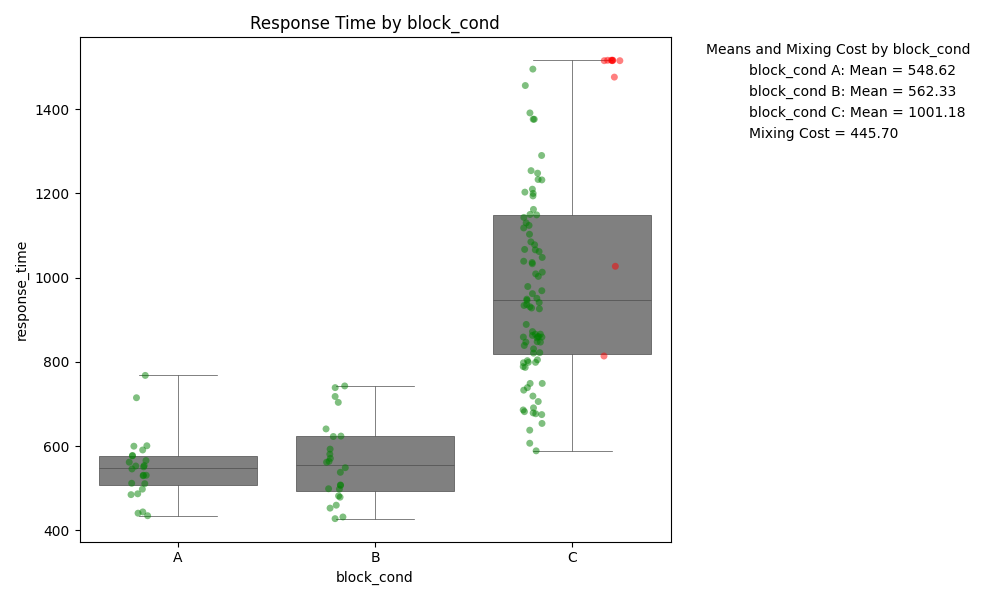 Response Time by block_cond
Means and Mixing Cost by block_cond
block_cond A: Mean = 548.62
block_cond B: Mean = 562.33
block_cond C: Mean = 1001.18
Mixing Cost = 445.70
response_time
1400
1200
1000
800
600
400
A
B
C
block_cond